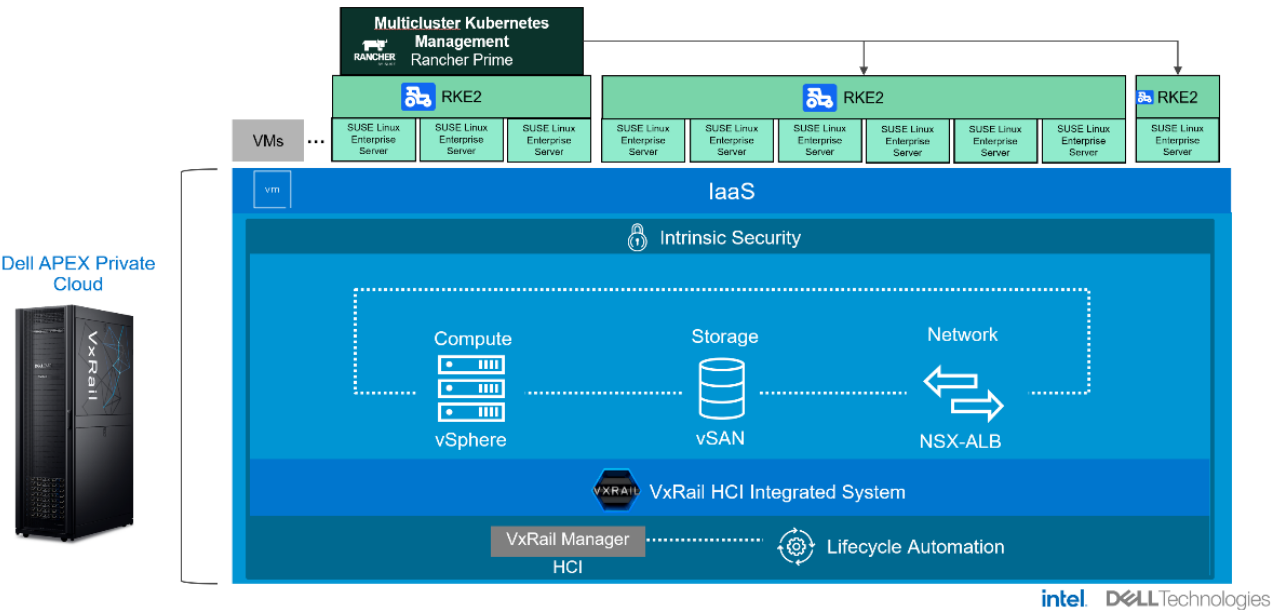 Multicluster Kubernetes
Management
RANCHER
Rancher Prime
RKE2
RKE2
RKE2
VMs
...
SUSE Linux
Enterprise
Server
SUSE Linux
Enterprise
Server
SUSE Linux
Enterprise
Server
SUSE Linux
Enterprise
Server
SUSE Linux
Enterprise
Server
SUSE Linux
Enterprise
Server
SUSE Linux
Enterprise
Server
SUSE Linux
Enterprise
Server
SUSE Linux
Enterprise
Server
SUSE Linux
Enterprise
Server
vm
IaaS
Intrinsic Security
Dell APEX Private
Cloud
VxRail
Compute
Storage
Network
vSphere
vSAN
NSX-ALB
VXRAIL
VxRail HCI Integrated System
VxRail Manager
HCI
Lifecycle Automation
intel.
DELLTechnologies